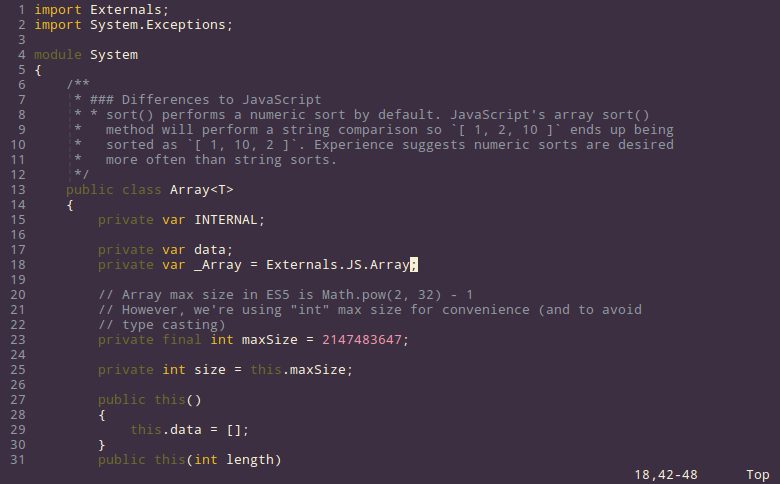 1 import Externals;
2 import System.Exceptions;
3
4 module System
5 {
6     /**
7      * ### Differences to JavaScript
8      * * sort() performs a numeric sort by default. JavaScript's array sort()
9      *   method will perform a string comparison so `[ 1, 2, 10 ]` ends up being
10      *   sorted as `[ 1, 10, 2 ]`. Experience suggests numeric sorts are desired
11      *   more often than string sorts.
12      */
13     public class Array<T>
14     {
15         private var INTERNAL;
16
17         private var data;
18         private var _Array = Externals.JS.Array;
19
20         // Array max size in ES5 is Math.pow(2, 32) - 1
21         // However, we're using "int" max size for convenience (and to avoid
22         // type casting)
23         private final int maxSize = 2147483647;
24
25         private int size = this.maxSize;
26
27         public this()
28         {
29             this.data = [];
30         }
31         public this(int length)
18,42-48 Top